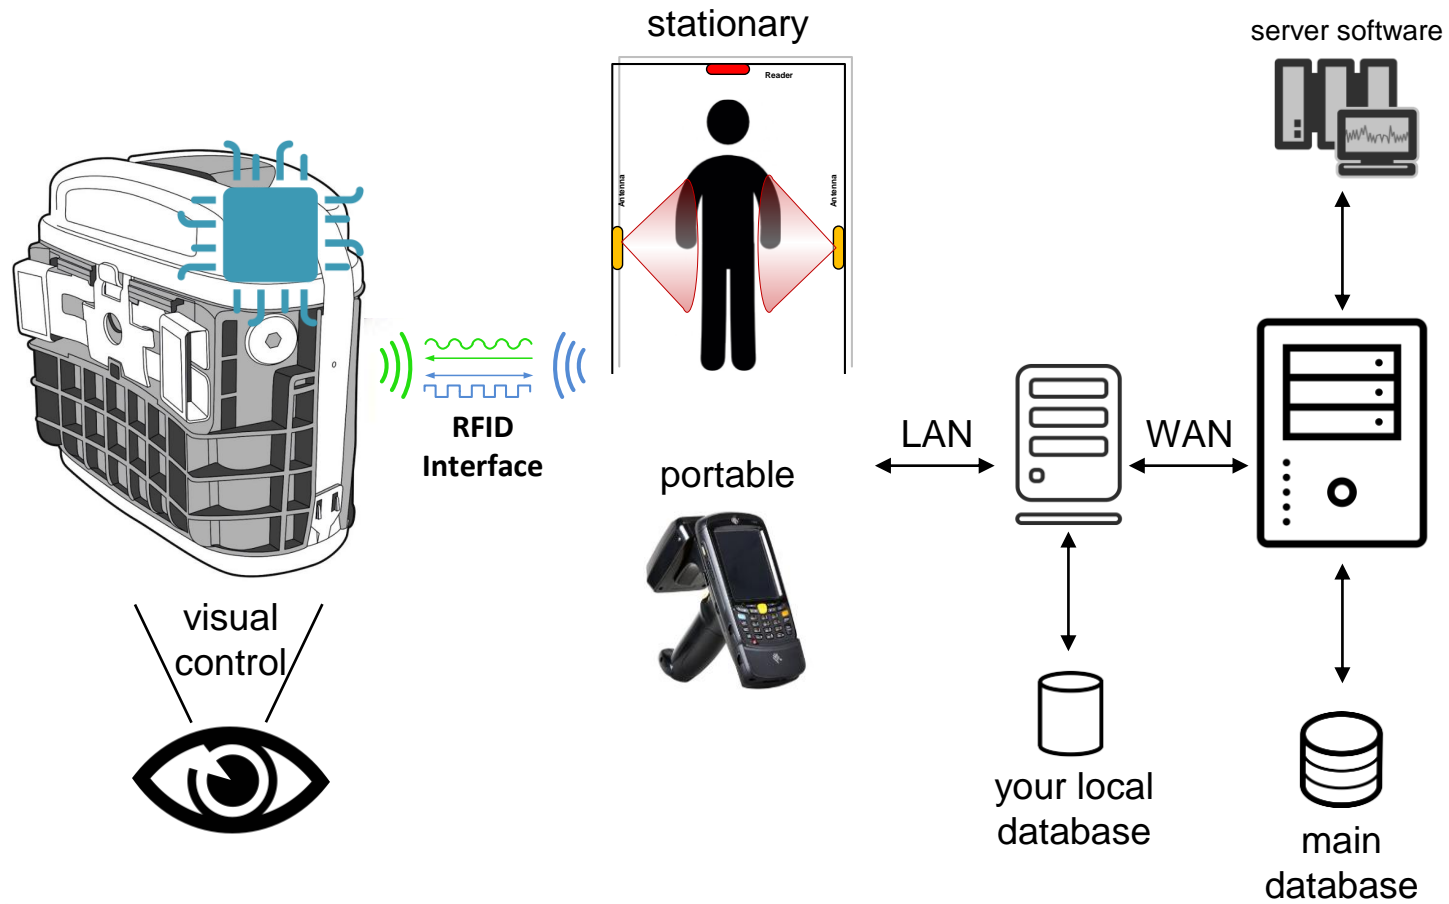 stationary
server software
Reader
Antenna
Antenna
RFID
Interface
LAN
WAN
portable
visual
control
your local
database
main
database